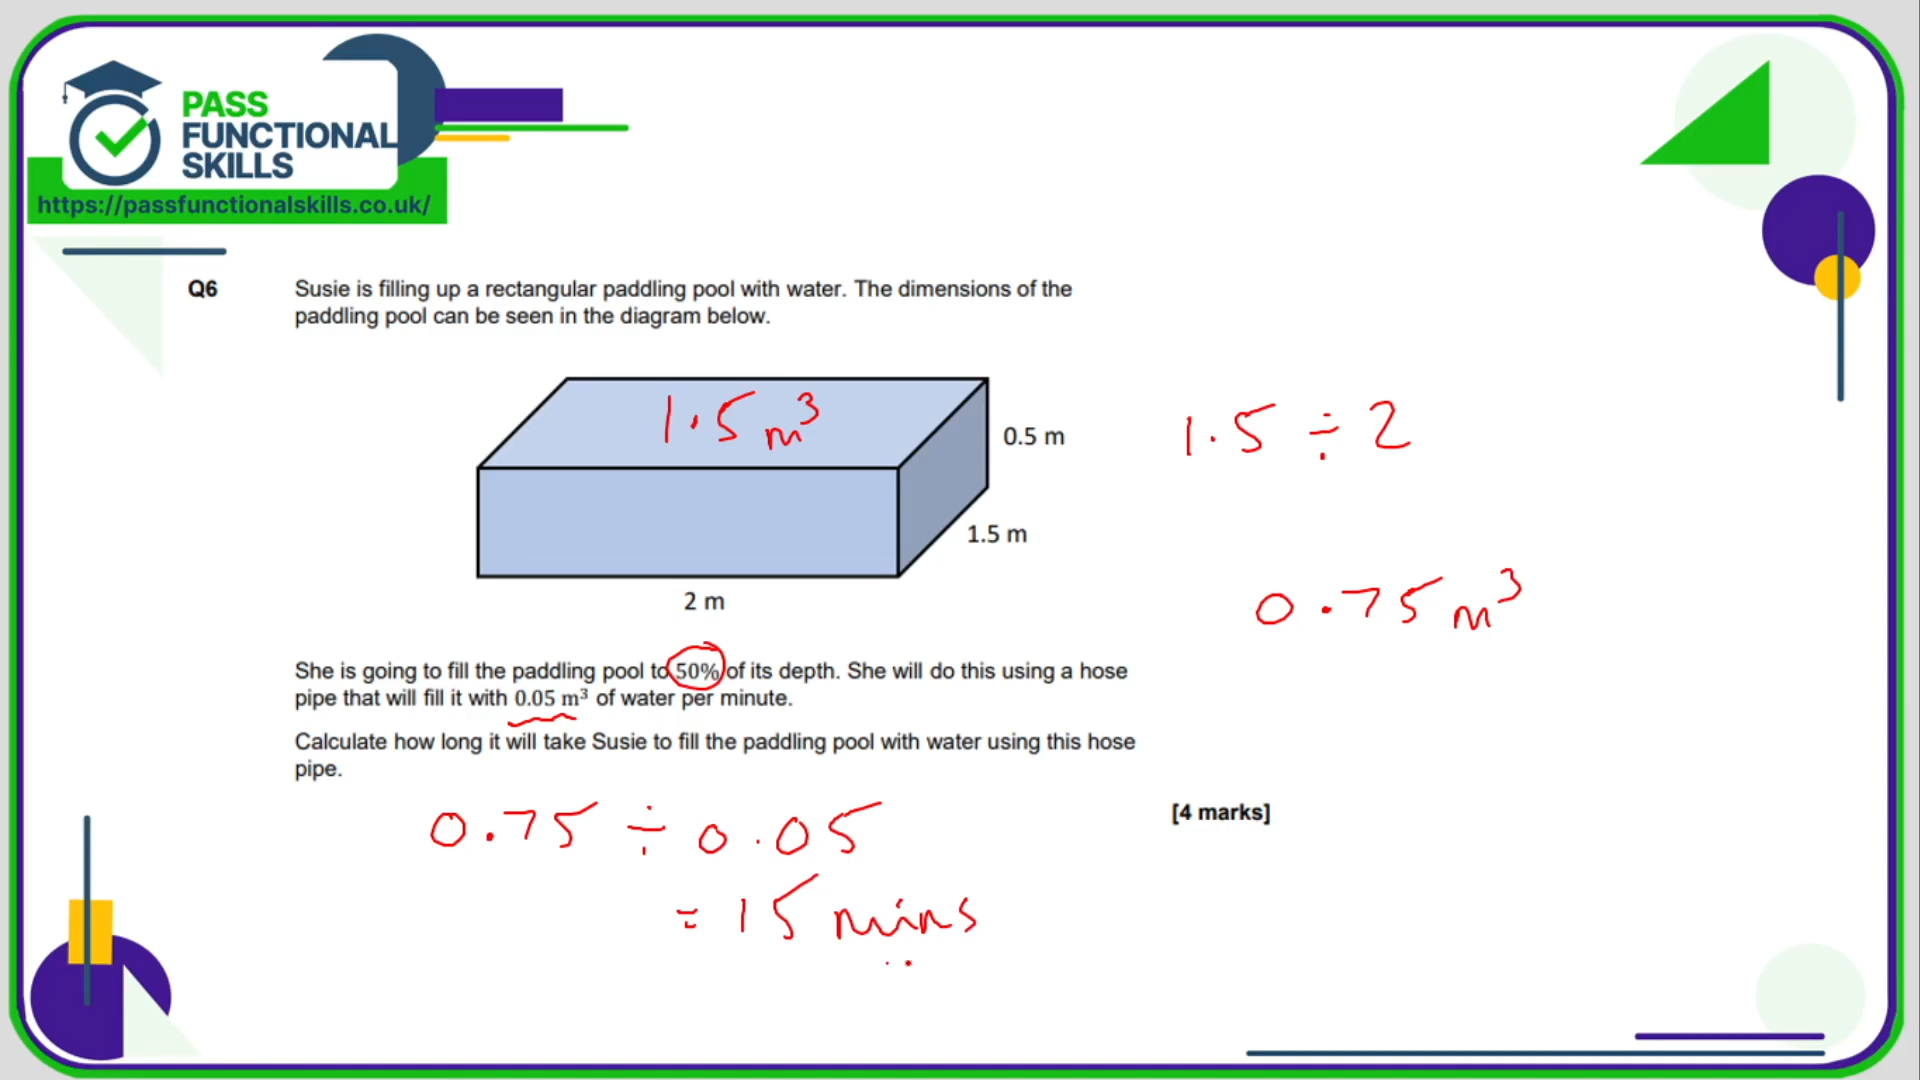 PASS
FUNCTIONAL
SKILLS
https://passfunctionalskills.co.uk/
Q6
Susie is filling up a rectangular paddling pool with water. The dimensions of the
paddling pool can be seen in the diagram below.
1.5 m³
0.5 m
1.5 m
2 m
1.5 ÷ 2
0.75 m³
She is going to fill the paddling pool to 50% of its depth. She will do this using a hose
pipe that will fill it with 0.05 m³ of water per minute.
Calculate how long it will take Susie to fill the paddling pool with water using this hose
pipe.
[4 marks]
0.75 ÷ 0.05
= 15 mins